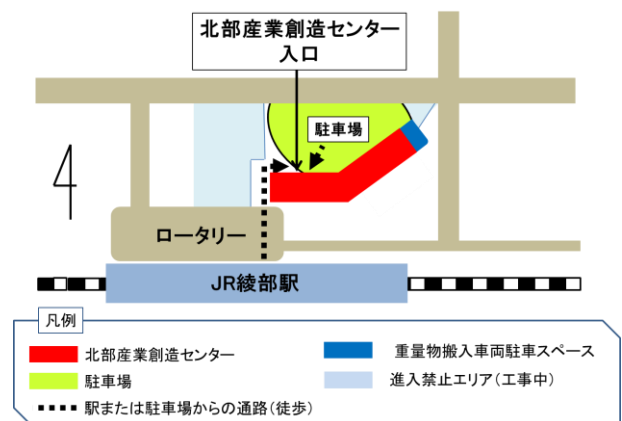 北部産業創造センター
入口
駐車場
ロータリー
JR綾部駅
凡例
北部産業創造センター
重量物搬入車両駐車スペース
駐車場
進入禁止エリア（工事中）
駅または駐車場からの通路（徒歩）